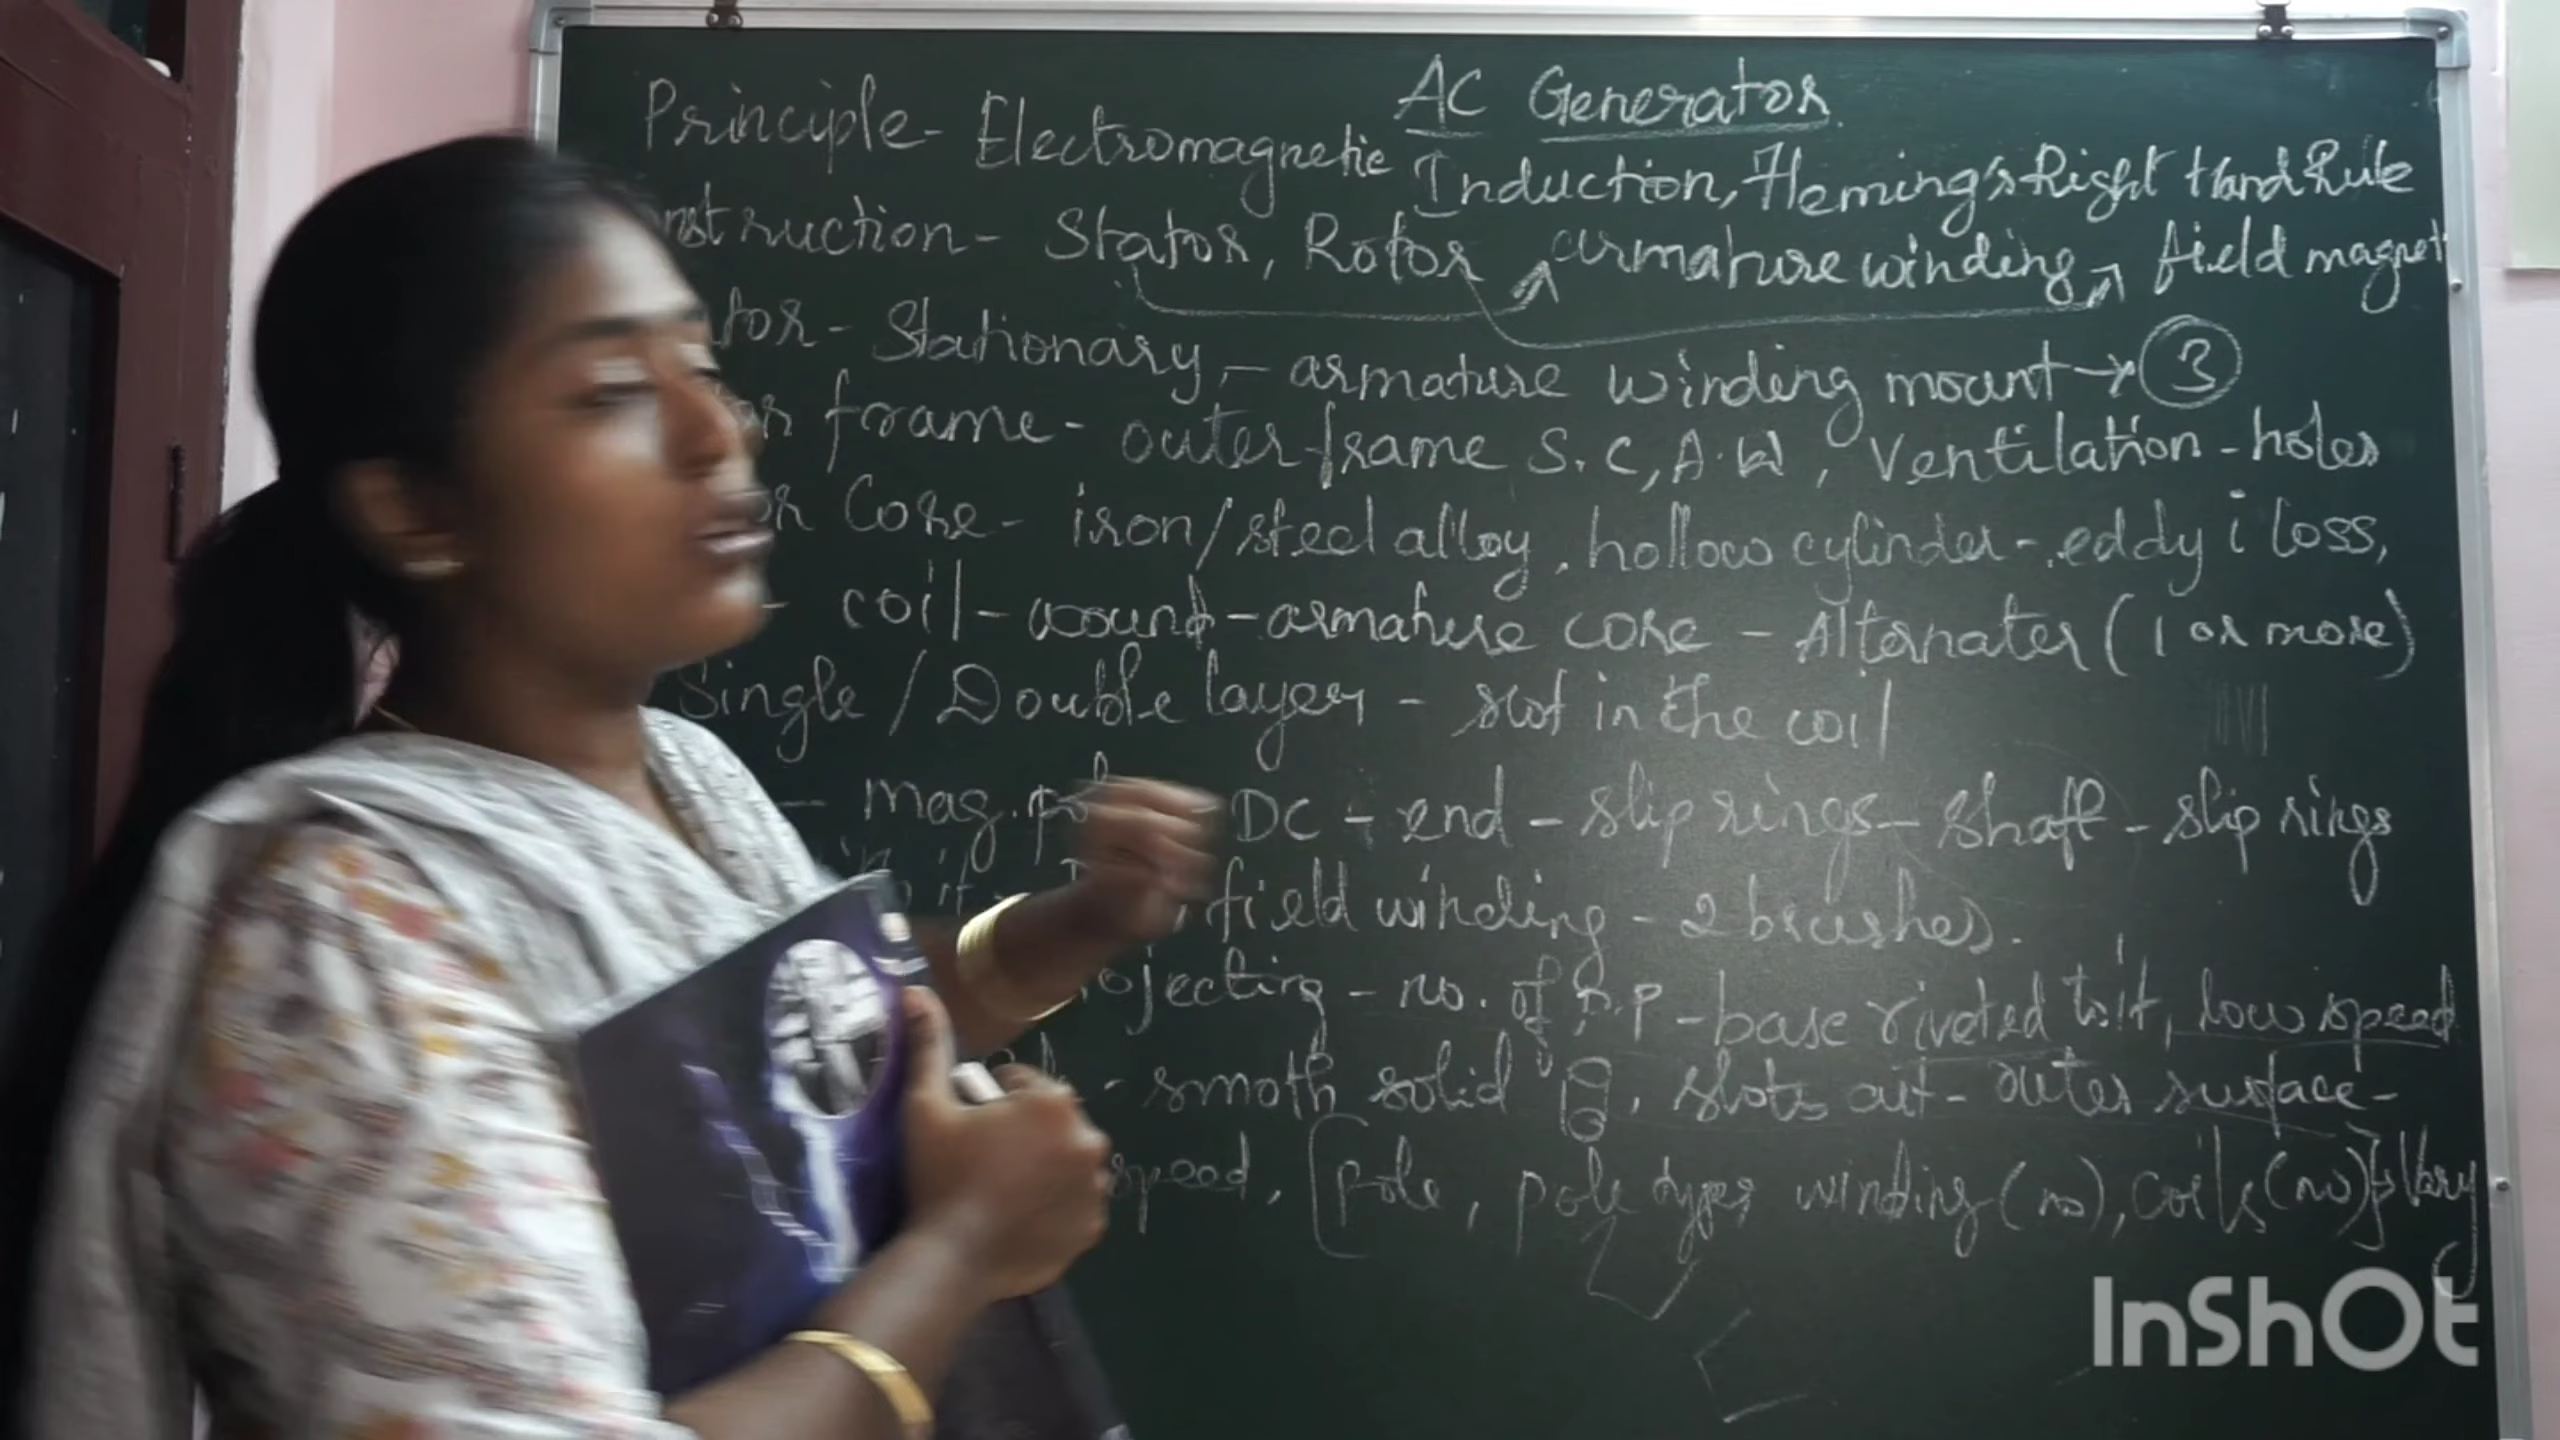 AC Generator
Principle - Electromagnetic Induction, Fleming's Right Hand Rule
nstruction - Stator, Rotor armature winding field magnet
tor - Stationary, - armature winding mount → 3
or frame - outer frame S.C, A.W, Ventilation - holes
or Core - iron/steel alloy, hollow cylinder - eddy i loss,
- coil - wound - armature core - Alternater (1 or more)
Single / Double layer - slot in the coil
- mag. pol DC - end - slip rings - shaft - slip rings
field winding - 2 brushes.
ojecting - no. of P - base riveted to it, low speed
- smoth solid, slots cut - outer surface -
speed, [pole, pole types winding (no), coils (no)} Vary
InShOt